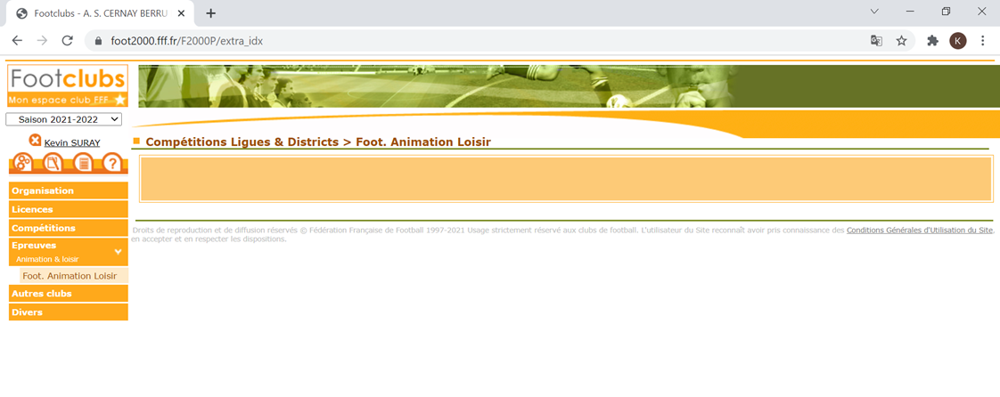 Footclubs - A. S. CERNAY BERRU
foot2000.fff.fr/F2000P/extra_idx
K
Footclubs
Mon espace club FFF
Saison 2021-2022
Kevin SURAY
?
Organisation
Licences
Compétitions
Epreuves
Animation & loisir
Foot. Animation Loisir
Autres clubs
Divers
Compétitions Ligues & Districts > Foot. Animation Loisir
Droits de reproduction et de diffusion réservés © Fédération Française de Football 1997-2021 Usage strictement réservé aux clubs de football. L'utilisateur du Site reconnaît avoir pris connaissance des Conditions Générales d'Utilisation du Site,
en accepter et en respecter les dispositions.